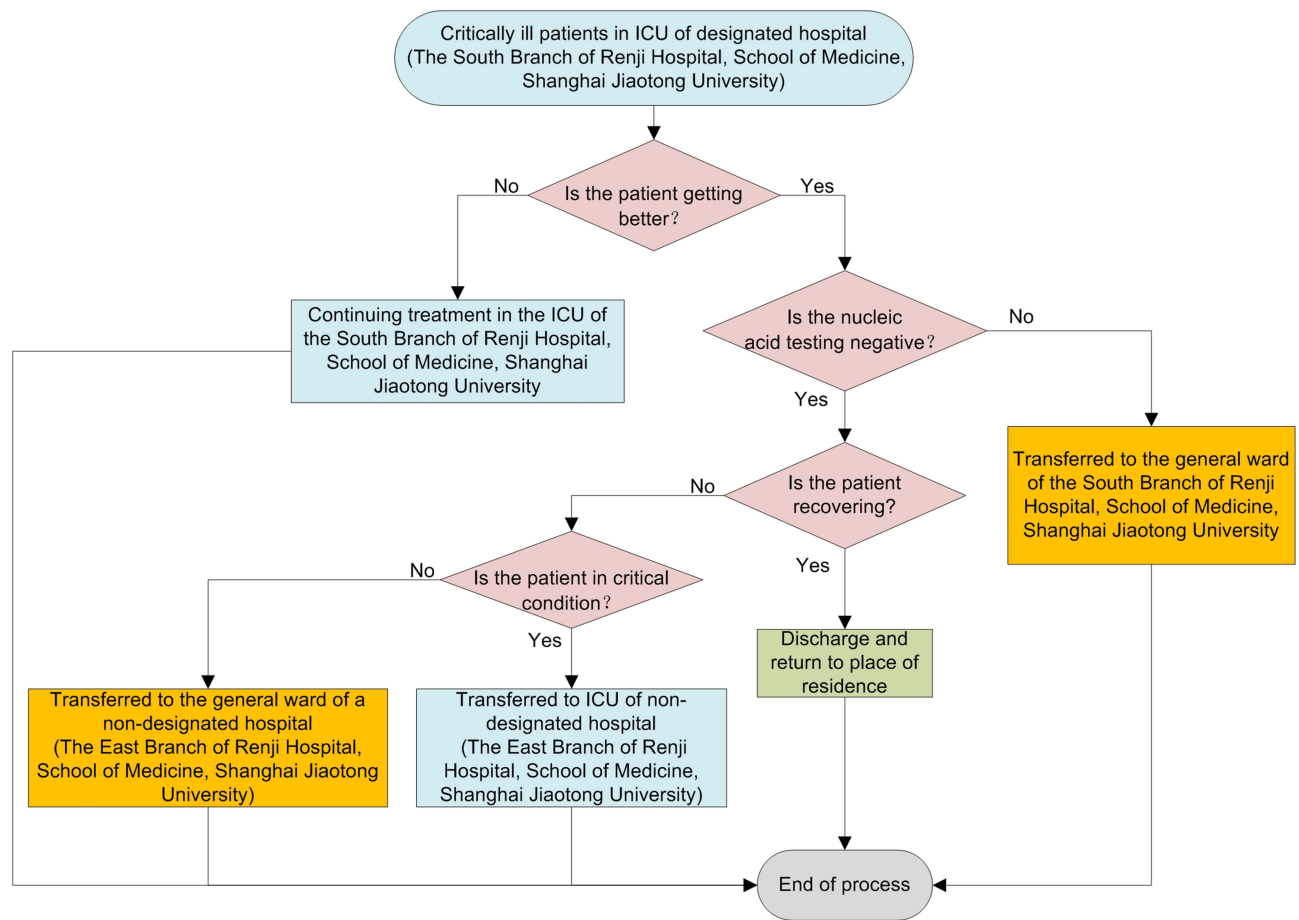 Critically ill patients in ICU of designated hospital
(The South Branch of Renji Hospital, School of Medicine,
Shanghai Jiaotong University)
No
Is the patient getting
better？
Yes
Continuing treatment in the ICU of
the South Branch of Renji Hospital,
School of Medicine, Shanghai
Jiaotong University
Is the nucleic
acid testing negative？
No
Yes
Transferred to the general ward
of the South Branch of Renji
Hospital, School of Medicine,
Shanghai Jiaotong University
No
Is the patient
recovering?
Yes
No
Is the patient in critical
condition？
Yes
Discharge and
return to place of
residence
Transferred to the general ward of a
non-designated hospital
(The East Branch of Renji Hospital,
School of Medicine, Shanghai Jiaotong
University)
Transferred to ICU of non-
designated hospital
(The East Branch of Renji
Hospital, School of Medicine,
Shanghai Jiaotong University)
End of process